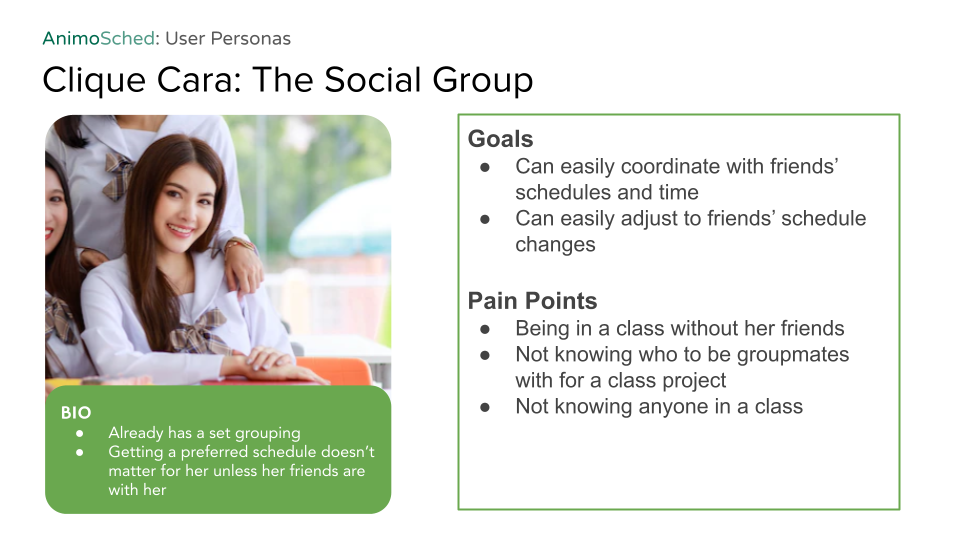 AnimoSched: User Personas
Clique Cara: The Social Group
BIO
● Already has a set grouping
● Getting a preferred schedule doesn’t
matter for her unless her friends are
with her
Goals
● Can easily coordinate with friends’
schedules and time
● Can easily adjust to friends’ schedule
changes
Pain Points
● Being in a class without her friends
● Not knowing who to be groupmates
with for a class project
● Not knowing anyone in a class